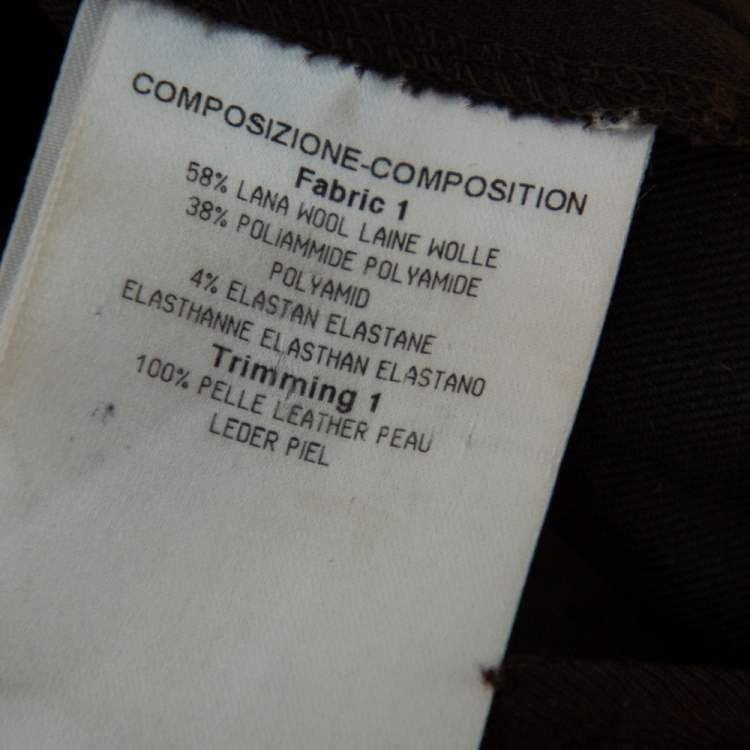 COMPOSIZIONE-COMPOSITION
Fabric 1
58% LANA WOOL LAINE WOLLE
38% POLIAMMIDE POLYAMIDE
POLYAMID
4% ELASTAN ELASTANE
ELASTHANNE ELASTHAN ELASTANO
Trimming 1
100% PELLE LEATHER PEAU
LEDER PIEL